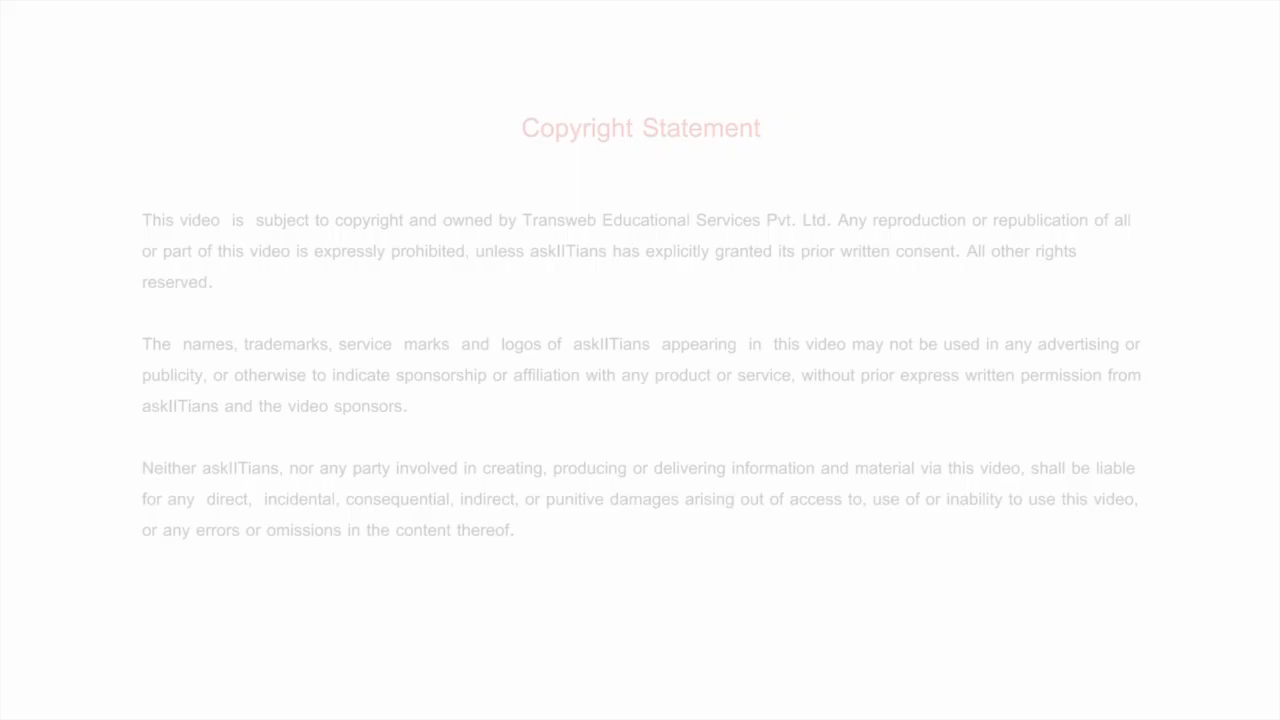 Copyright Statement
This video is subject to copyright and owned by Transweb Educational Services Pvt. Ltd. Any reproduction or republication of all
or part of this video is expressly prohibited, unless askIITians has explicitly granted its prior written consent. All other rights
reserved.
The names, trademarks, service marks and logos of askIITians appearing in this video may not be used in any advertising or
publicity, or otherwise to indicate sponsorship or affiliation with any product or service, without prior express written permission from
askIITians and the video sponsors.
Neither askIITians, nor any party involved in creating, producing or delivering information and material via this video, shall be liable
for any direct, incidental, consequential, indirect, or punitive damages arising out of access to, use of or inability to use this video,
or any errors or omissions in the content thereof.